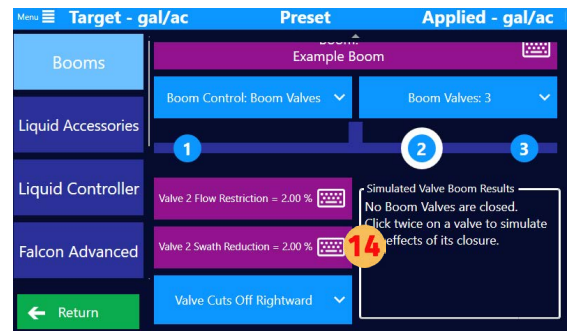 Menu Target - gal/ac Preset Applied - gal/ac
Booms
Example Boom
Boom Control: Boom Valves
Boom Valves: 3
Liquid Accessories
1
2
3
Liquid Controller
Valve 2 Flow Restriction = 2.00 %
Simulated Valve Boom Results
No Boom Valves are closed.
Click twice on a valve to simulate
effects of its closure.
Falcon Advanced
Valve 2 Swath Reduction = 2.00 %
14
Valve Cuts Off Rightward
Return